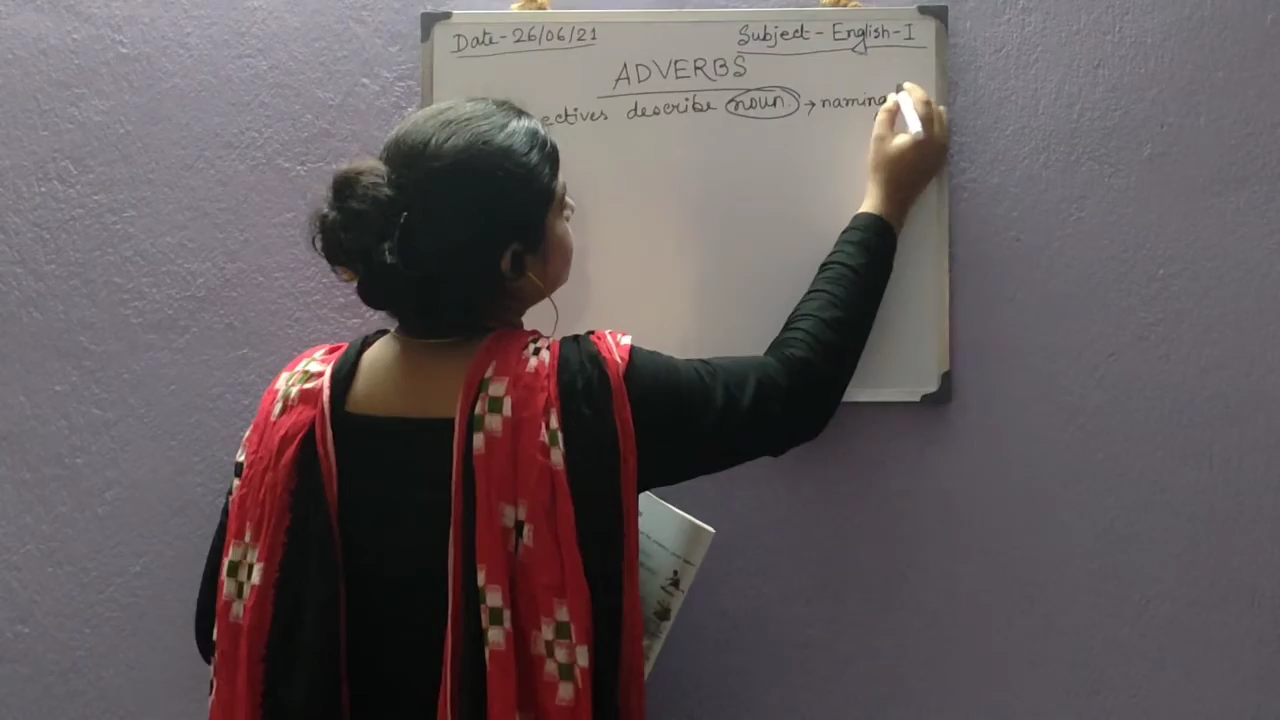 Date-26/06/21
Subject - English-I
ADVERBS
ectives describe noun. → naming